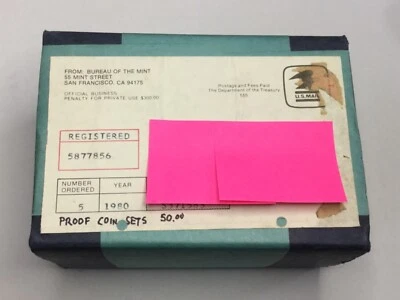 FROM: BUREAU OF THE MINT
55 MINT STREET
SAN FRANCISCO, CA 94175
OFFICIAL BUSINESS
PENALTY FOR PRIVATE USE $300.00
Postage and Fees Paid
The Department of the Treasury
U.S.MAIL
REGISTERED
5877856
NUMBER ORDERED YEAR
5 1980
PROOF COIN SETS 50.00